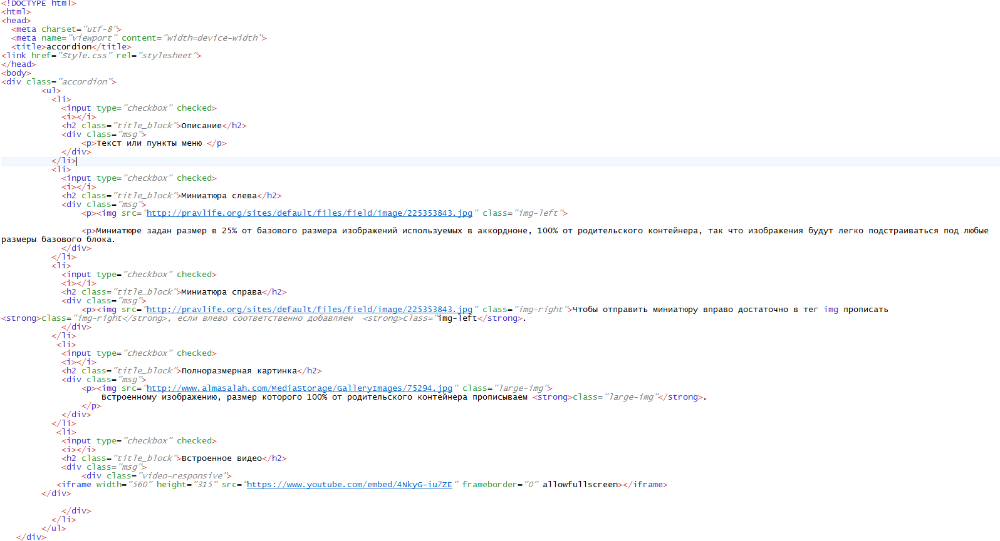 <!DOCTYPE html>
<html>
<head>
<meta charset="utf-8">
<meta name="viewport" content="width=device-width">
<title>accordion</title>
<link href="Style.css" rel="stylesheet">
</head>
<body>
<div class="accordion">
<ul>
<li>
<input type="checkbox" checked>
<i></i>
<h2 class="title_block">Описание</h2>
<div class="msg">
<p>Текст или пункты меню </p>
</div>
</li>
<li>
<input type="checkbox" checked>
<i></i>
<h2 class="title_block">Миниатюра слева</h2>
<div class="msg">
<p><img src="http://pravlife.org/sites/default/files/field/image/225353843.jpg" class="img-left">
<p>Миниатюре задан размер в 25% от базового размера изображений используемых в аккордноне, 100% от родительского контейнера, так что изображения будут легко подстраиваться под любые
размеры базового блока.
</div>
</li>
<li>
<input type="checkbox" checked>
<i></i>
<h2 class="title_block">Миниатюра справа</h2>
<div class="msg">
<p><img src="http://pravlife.org/sites/default/files/field/image/225353843.jpg" class="img-right">Чтобы отправить миниатюру вправо достаточно в тег img прописать
<strong>class="img-right</strong>, если влево соответственно добавляем  <strong>class="img-left</strong>.
</div>
</li>
<li>
<input type="checkbox" checked>
<i></i>
<h2 class="title_block">Полноразмерная картинка</h2>
<div class="msg">
<p><img src="http://www.almasalah.com/MediaStorage/GalleryImages/75294.jpg" class="large-img">
Встроенному изображению, размер которого 100% от родительского контейнера прописываем <strong>class="large-img"</strong>.
</p>
</div>
</li>
<li>
<input type="checkbox" checked>
<i></i>
<h2 class="title_block">Встроенное видео</h2>
<div class="msg">
<div class="video-responsive">
<iframe width="560" height="315" src="https://www.youtube.com/embed/4NkyG-iu7ZE" frameborder="0" allowfullscreen></iframe>
</div>
</div>
</li>
</ul>
</div>